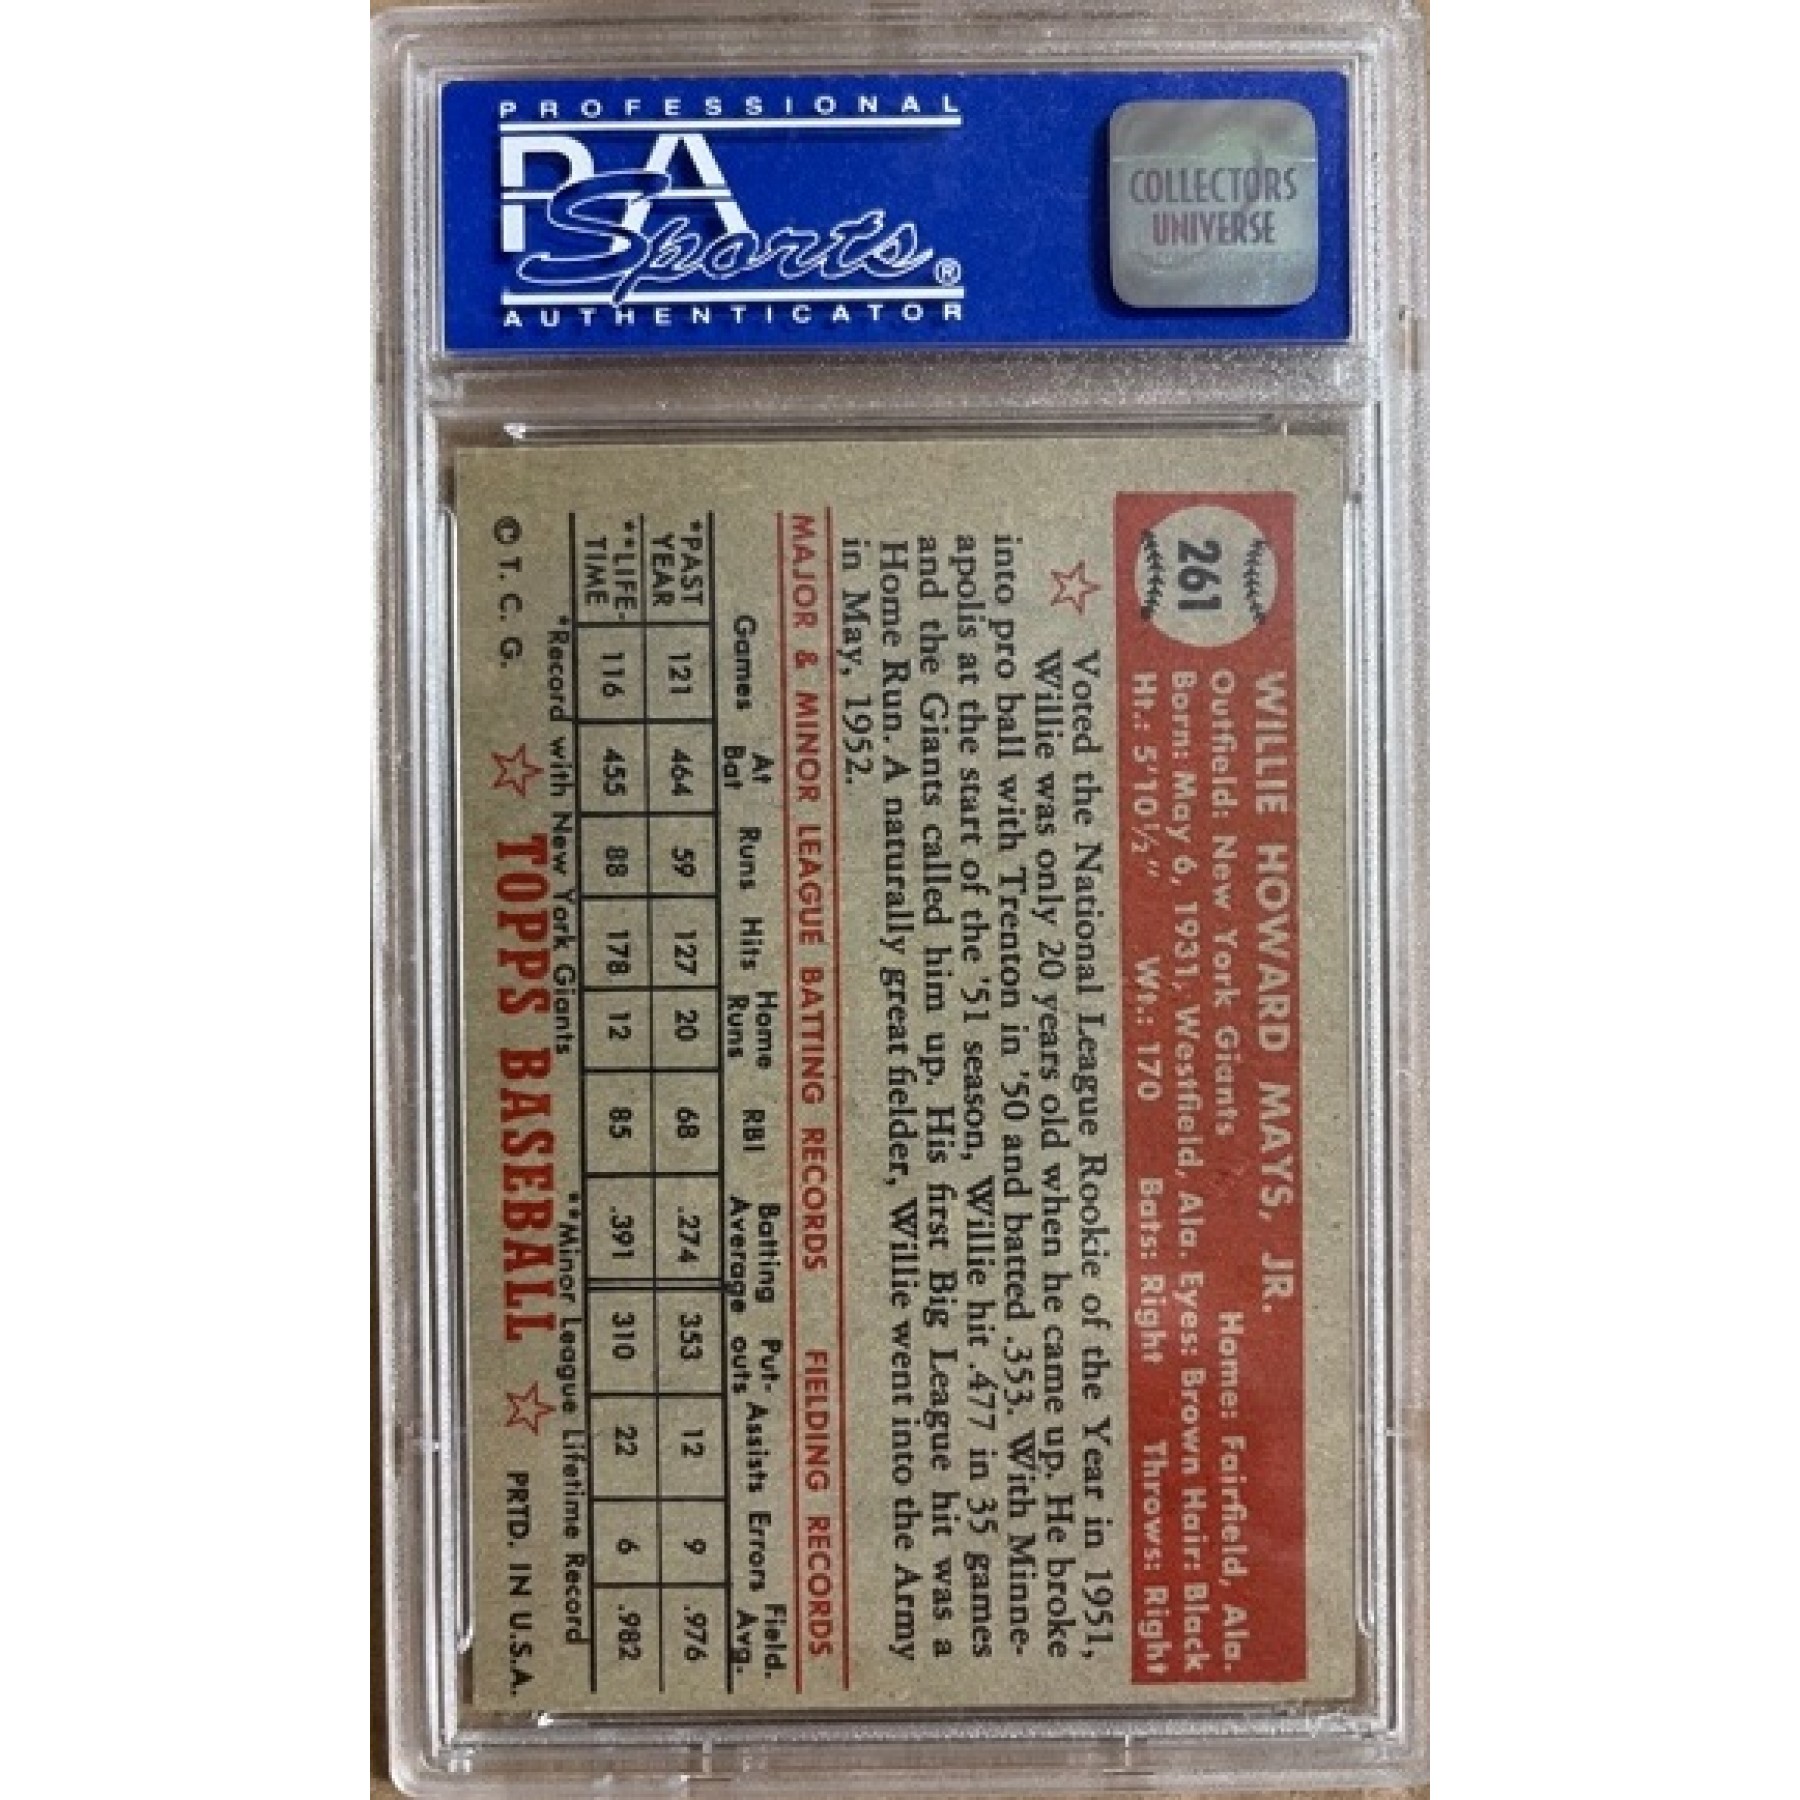 PROFESSIONAL
PSA
Sports®
AUTHENTICATOR
COLLECTORS
UNIVERSE
261
WILLIE HOWARD MAYS, JR.
Outfield: New York Giants Home: Fairfield, Ala.
Born: May 6, 1931, Westfield, Ala. Eyes: Brown Hair: Black
Ht.: 5'10½" Wt.: 170 Bats: Right Throws: Right
Voted the National League Rookie of the Year in 1951,
Willie was only 20 years old when he came up. He broke
into pro ball with Trenton in '50 and batted .353. With Minne-
apolis at the start of the '51 season, Willie hit .477 in 35 games
and the Giants called him up. His first Big League hit was a
Home Run. A naturally great fielder, Willie went into the Army
in May, 1952.
MAJOR & MINOR LEAGUE BATTING RECORDS FIELDING RECORDS
Games At Bat Runs Hits Home Runs RBI Batting Average Put-outs Assists Errors Field. Avg.
*PAST YEAR 121 464 59 127 20 68 .274 353 12 9 .976
**LIFE-TIME 116 455 88 178 12 85 .391 310 22 6 .982
*Record with New York Giants **Minor League Lifetime Record
© T. C. G. TOPPS BASEBALL PRTD. IN U.S.A.